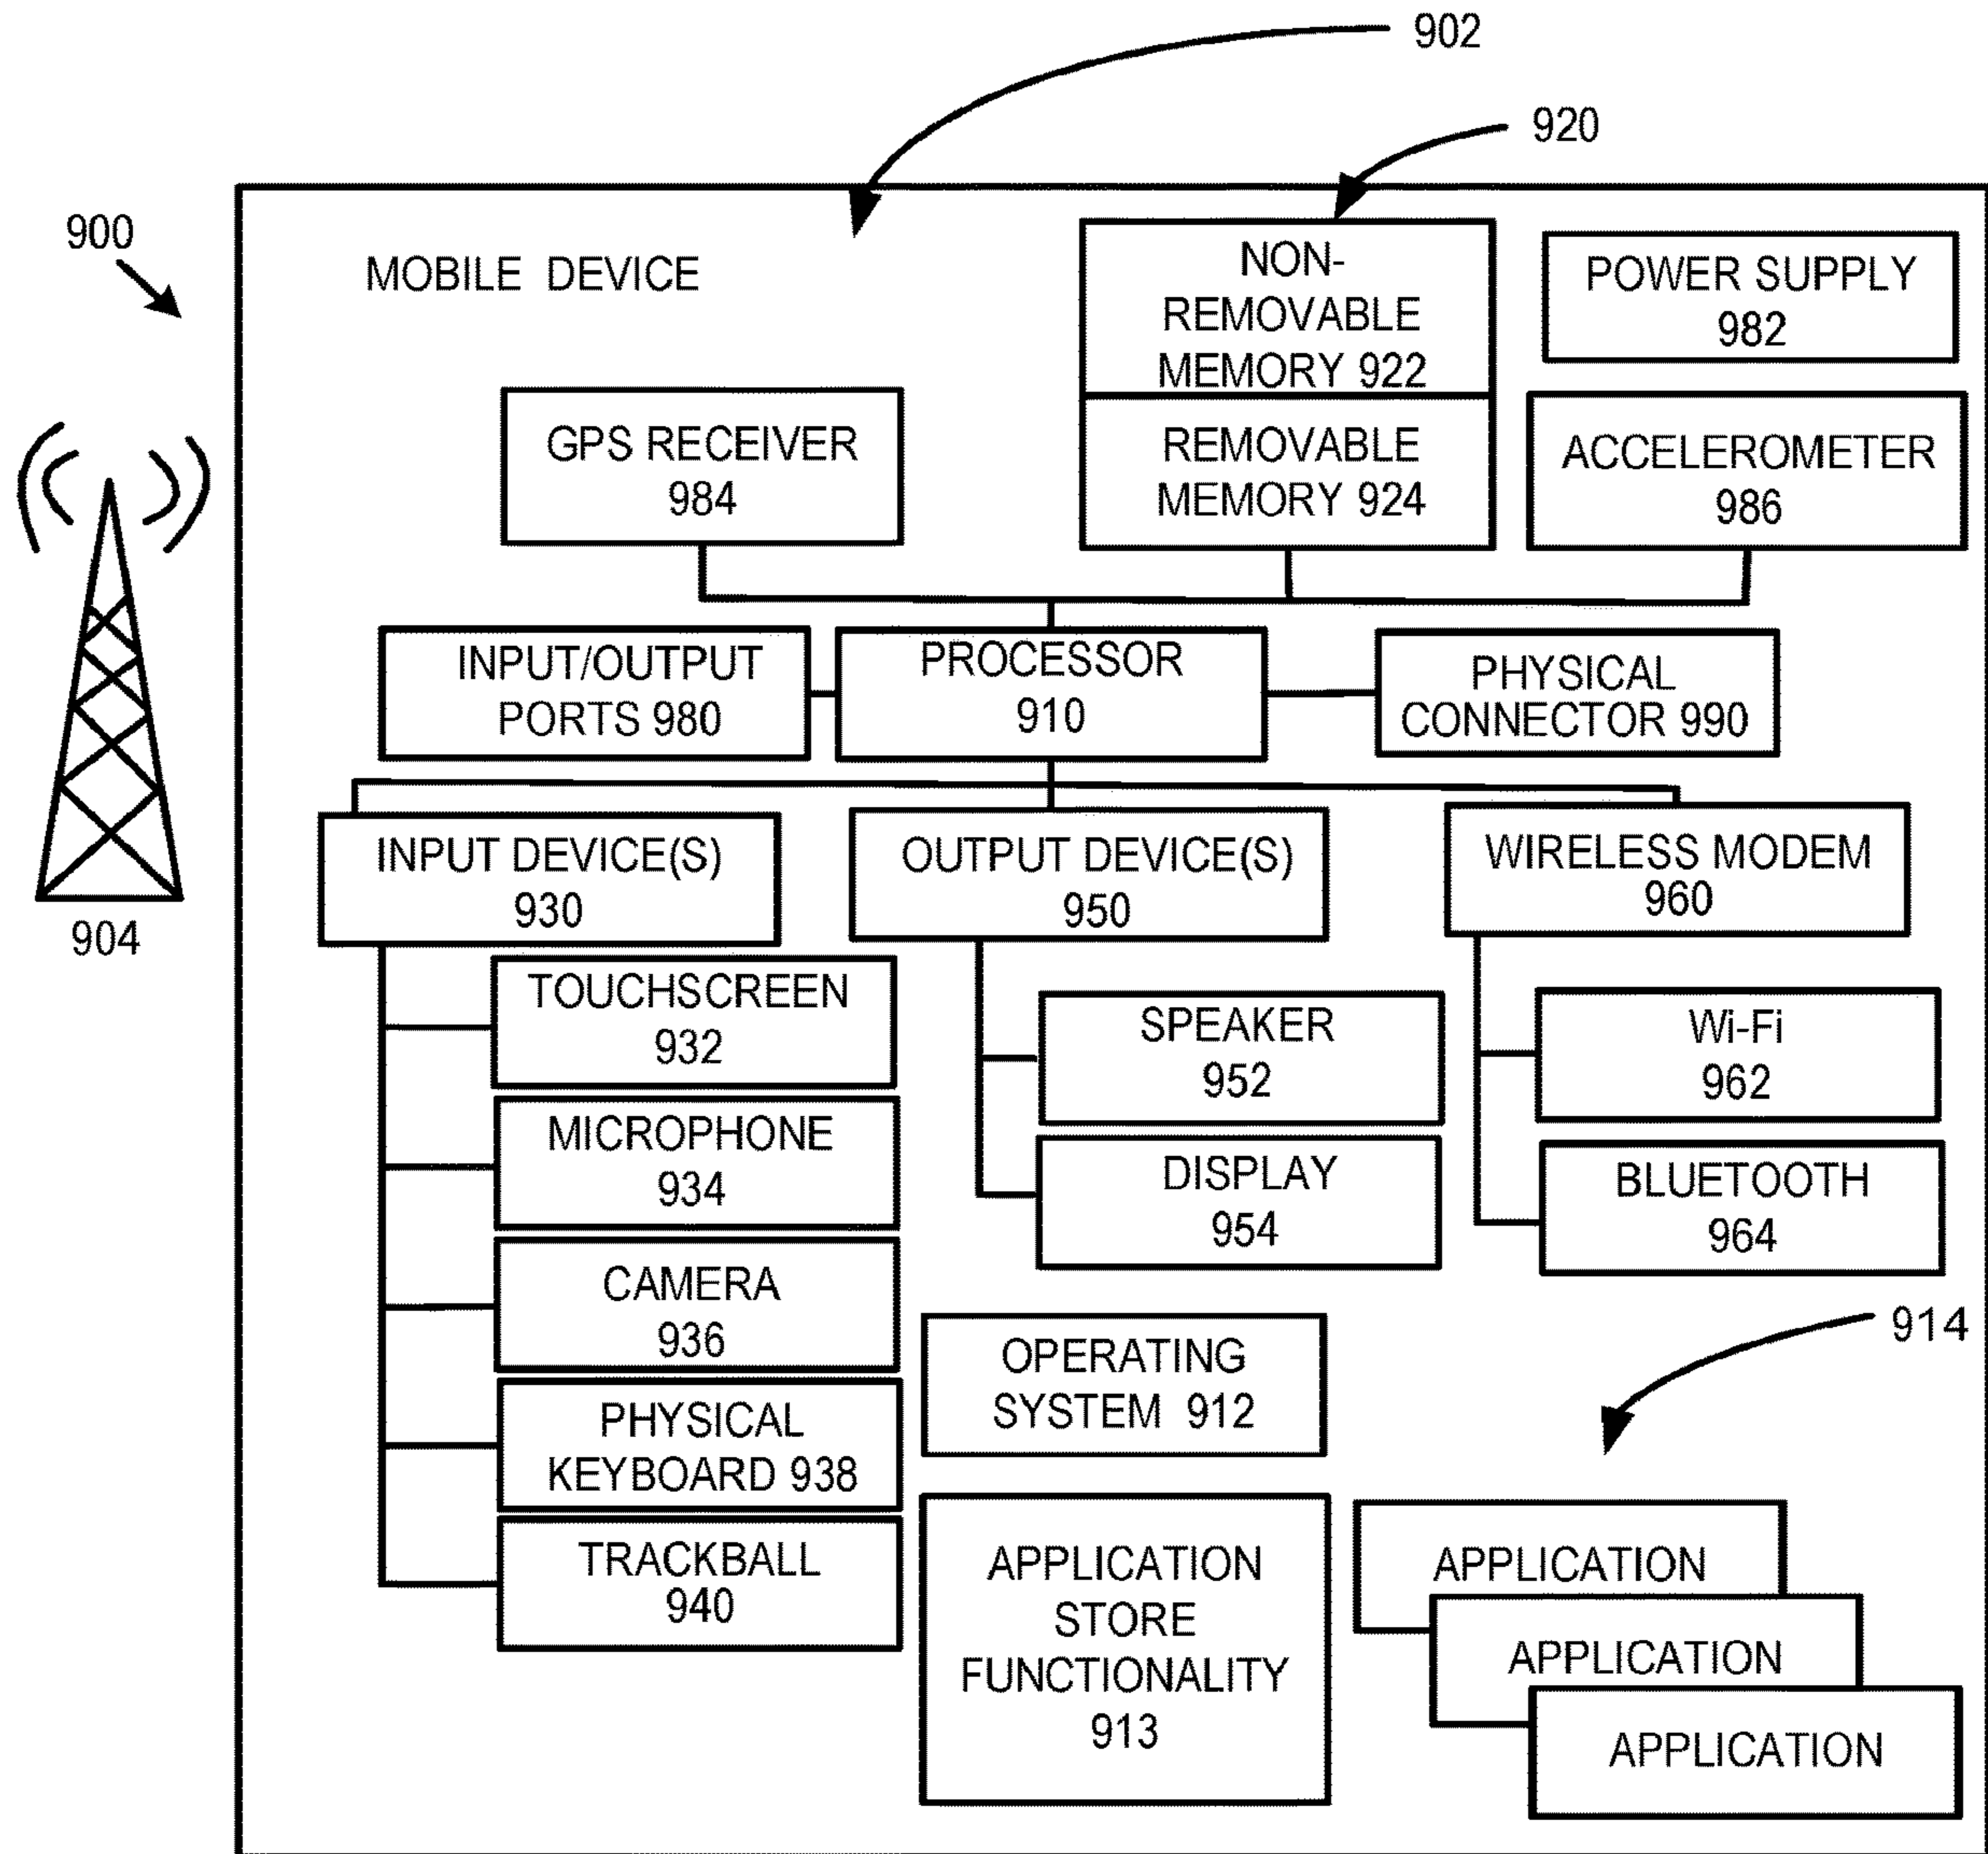 902
920
900
MOBILE DEVICE
NON-
REMOVABLE
MEMORY 922
POWER SUPPLY
982
GPS RECEIVER
984
REMOVABLE
MEMORY 924
ACCELEROMETER
986
INPUT/OUTPUT
PORTS 980
PROCESSOR
910
PHYSICAL
CONNECTOR 990
INPUT DEVICE(S)
930
OUTPUT DEVICE(S)
950
WIRELESS MODEM
960
904
TOUCHSCREEN
932
SPEAKER
952
Wi-Fi
962
MICROPHONE
934
DISPLAY
954
BLUETOOTH
964
CAMERA
936
914
OPERATING
SYSTEM 912
PHYSICAL
KEYBOARD 938
TRACKBALL
940
APPLICATION
STORE
FUNCTIONALITY
913
APPLICATION
APPLICATION
APPLICATION